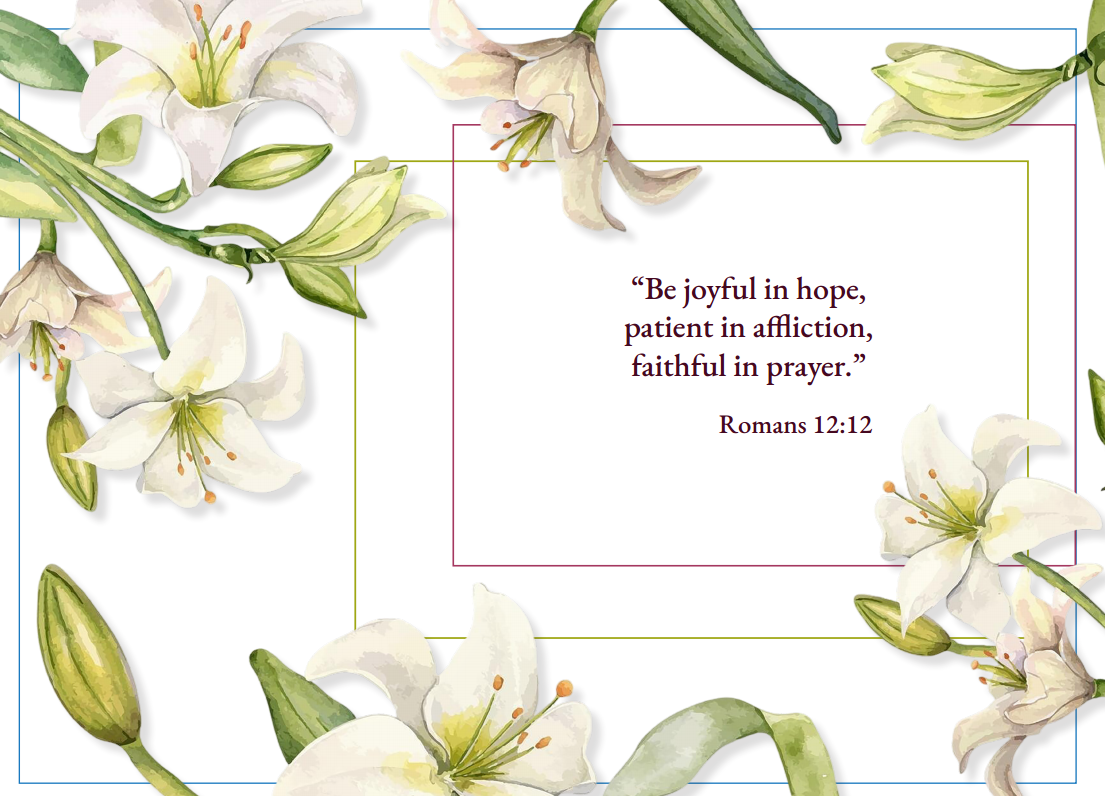 “Be joyful in hope,
patient in affliction,
faithful in prayer.”
Romans 12:12